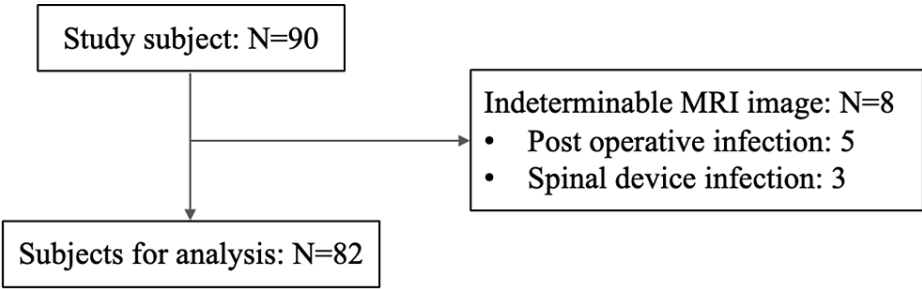 Study subject: N=90
Indeterminable MRI image: N=8
• Post operative infection: 5
• Spinal device infection: 3
Subjects for analysis: N=82